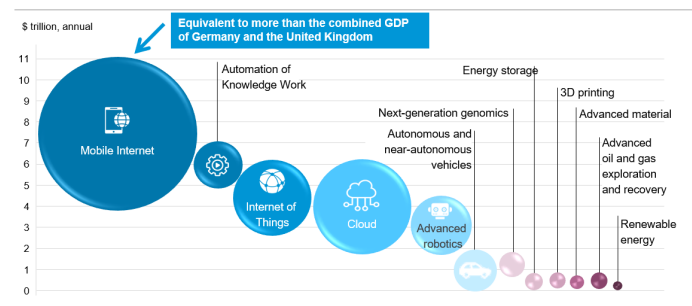 $ trillion, annual
Equivalent to more than the combined GDP
of Germany and the United Kingdom
11
10
9
8
7
6
5
4
3
2
1
0
Mobile Internet
Automation of
Knowledge Work
Internet of
Things
Cloud
Advanced
robotics
Autonomous and
near-autonomous
vehicles
Next-generation genomics
Energy storage
3D printing
Advanced material
Advanced
oil and gas
exploration
and recovery
Renewable
energy